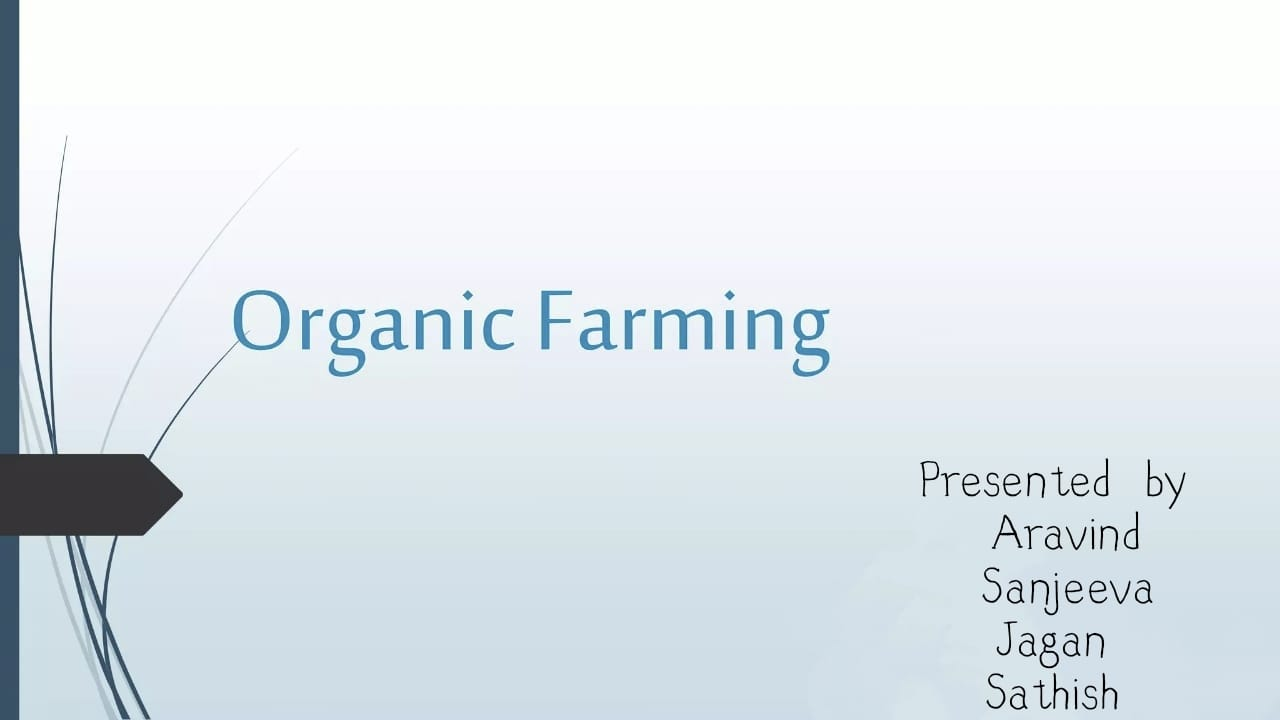 Organic Farming
Presented by
Aravind
Sanjeeva
Jagan
Sathish